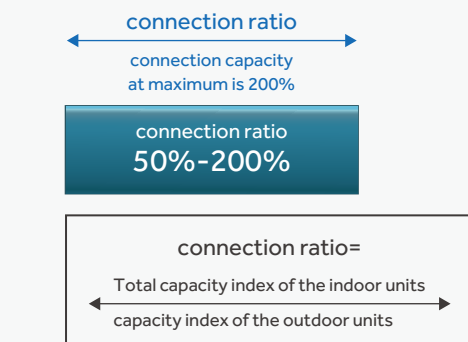 connection ratio
connection capacity
at maximum is 200%
connection ratio
50%-200%
connection ratio=
Total capacity index of the indoor units
capacity index of the outdoor units